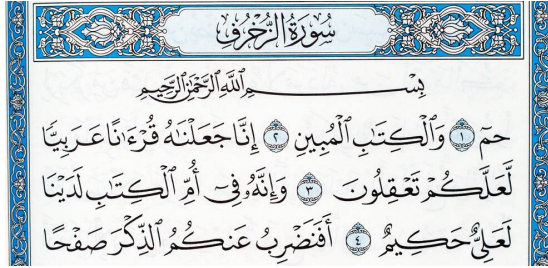 سُورَةُ الزُّخْرُفِ
بِسْمِ اللَّهِ الرَّحْمَٰنِ الرَّحِيمِ
حمٓ ١ وَالْكِتَابِ الْمُبِينِ ٢ إِنَّا جَعَلْنَٰهُ قُرْءَٰنًا عَرَبِيًّا
لَّعَلَّكُمْ تَعْقِلُونَ ٣ وَإِنَّهُۥ فِىٓ أُمِّ الْكِتَٰبِ لَدَيْنَا
لَعَلِىٌّ حَكِيمٌ ٤ أَفَنَضْرِبُ عَنكُمُ الذِّكْرَ صَفْحًا